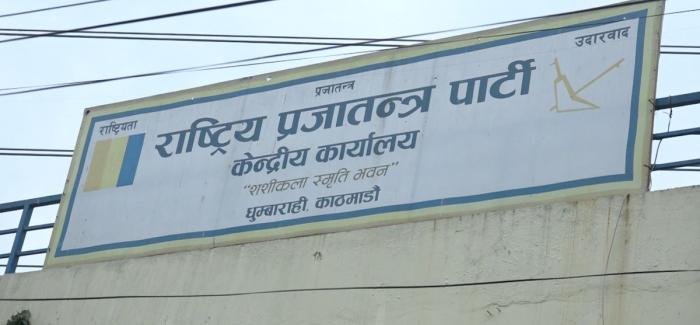 प्रजातन्त्र
राष्ट्रियता
उदारवाद
राष्ट्रिय प्रजातन्त्र पार्टी
केन्द्रीय कार्यालय
"शशीकला स्मृति भवन"
धुम्बाराही, काठमाडौं